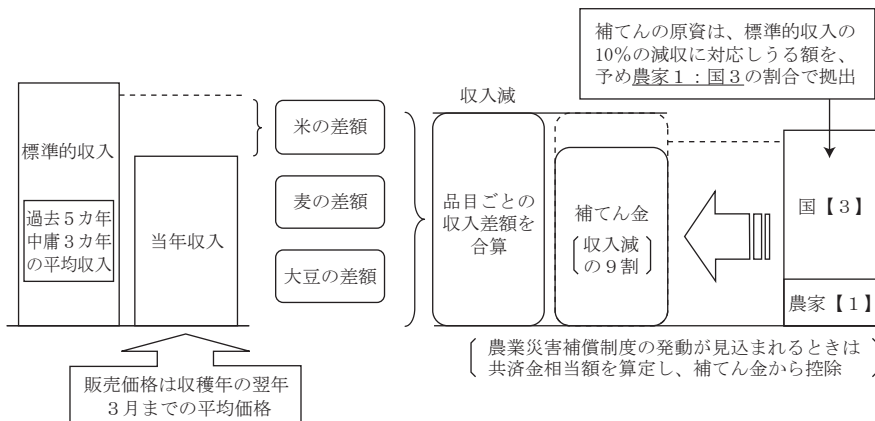 補てんの原資は、標準的収入の
10%の減収に対応しうる額を、
予め農家1：国3の割合で拠出
標準的収入
過去5カ年
中庸3カ年
の平均収入
当年収入
米の差額
麦の差額
大豆の差額
収入減
品目ごとの
収入差額を
合算
補てん金
〔収入減
の9割〕
国【3】
農家【1】
農業災害補償制度の発動が見込まれるときは
共済金相当額を算定し、補てん金から控除
販売価格は収穫年の翌年
3月までの平均価格